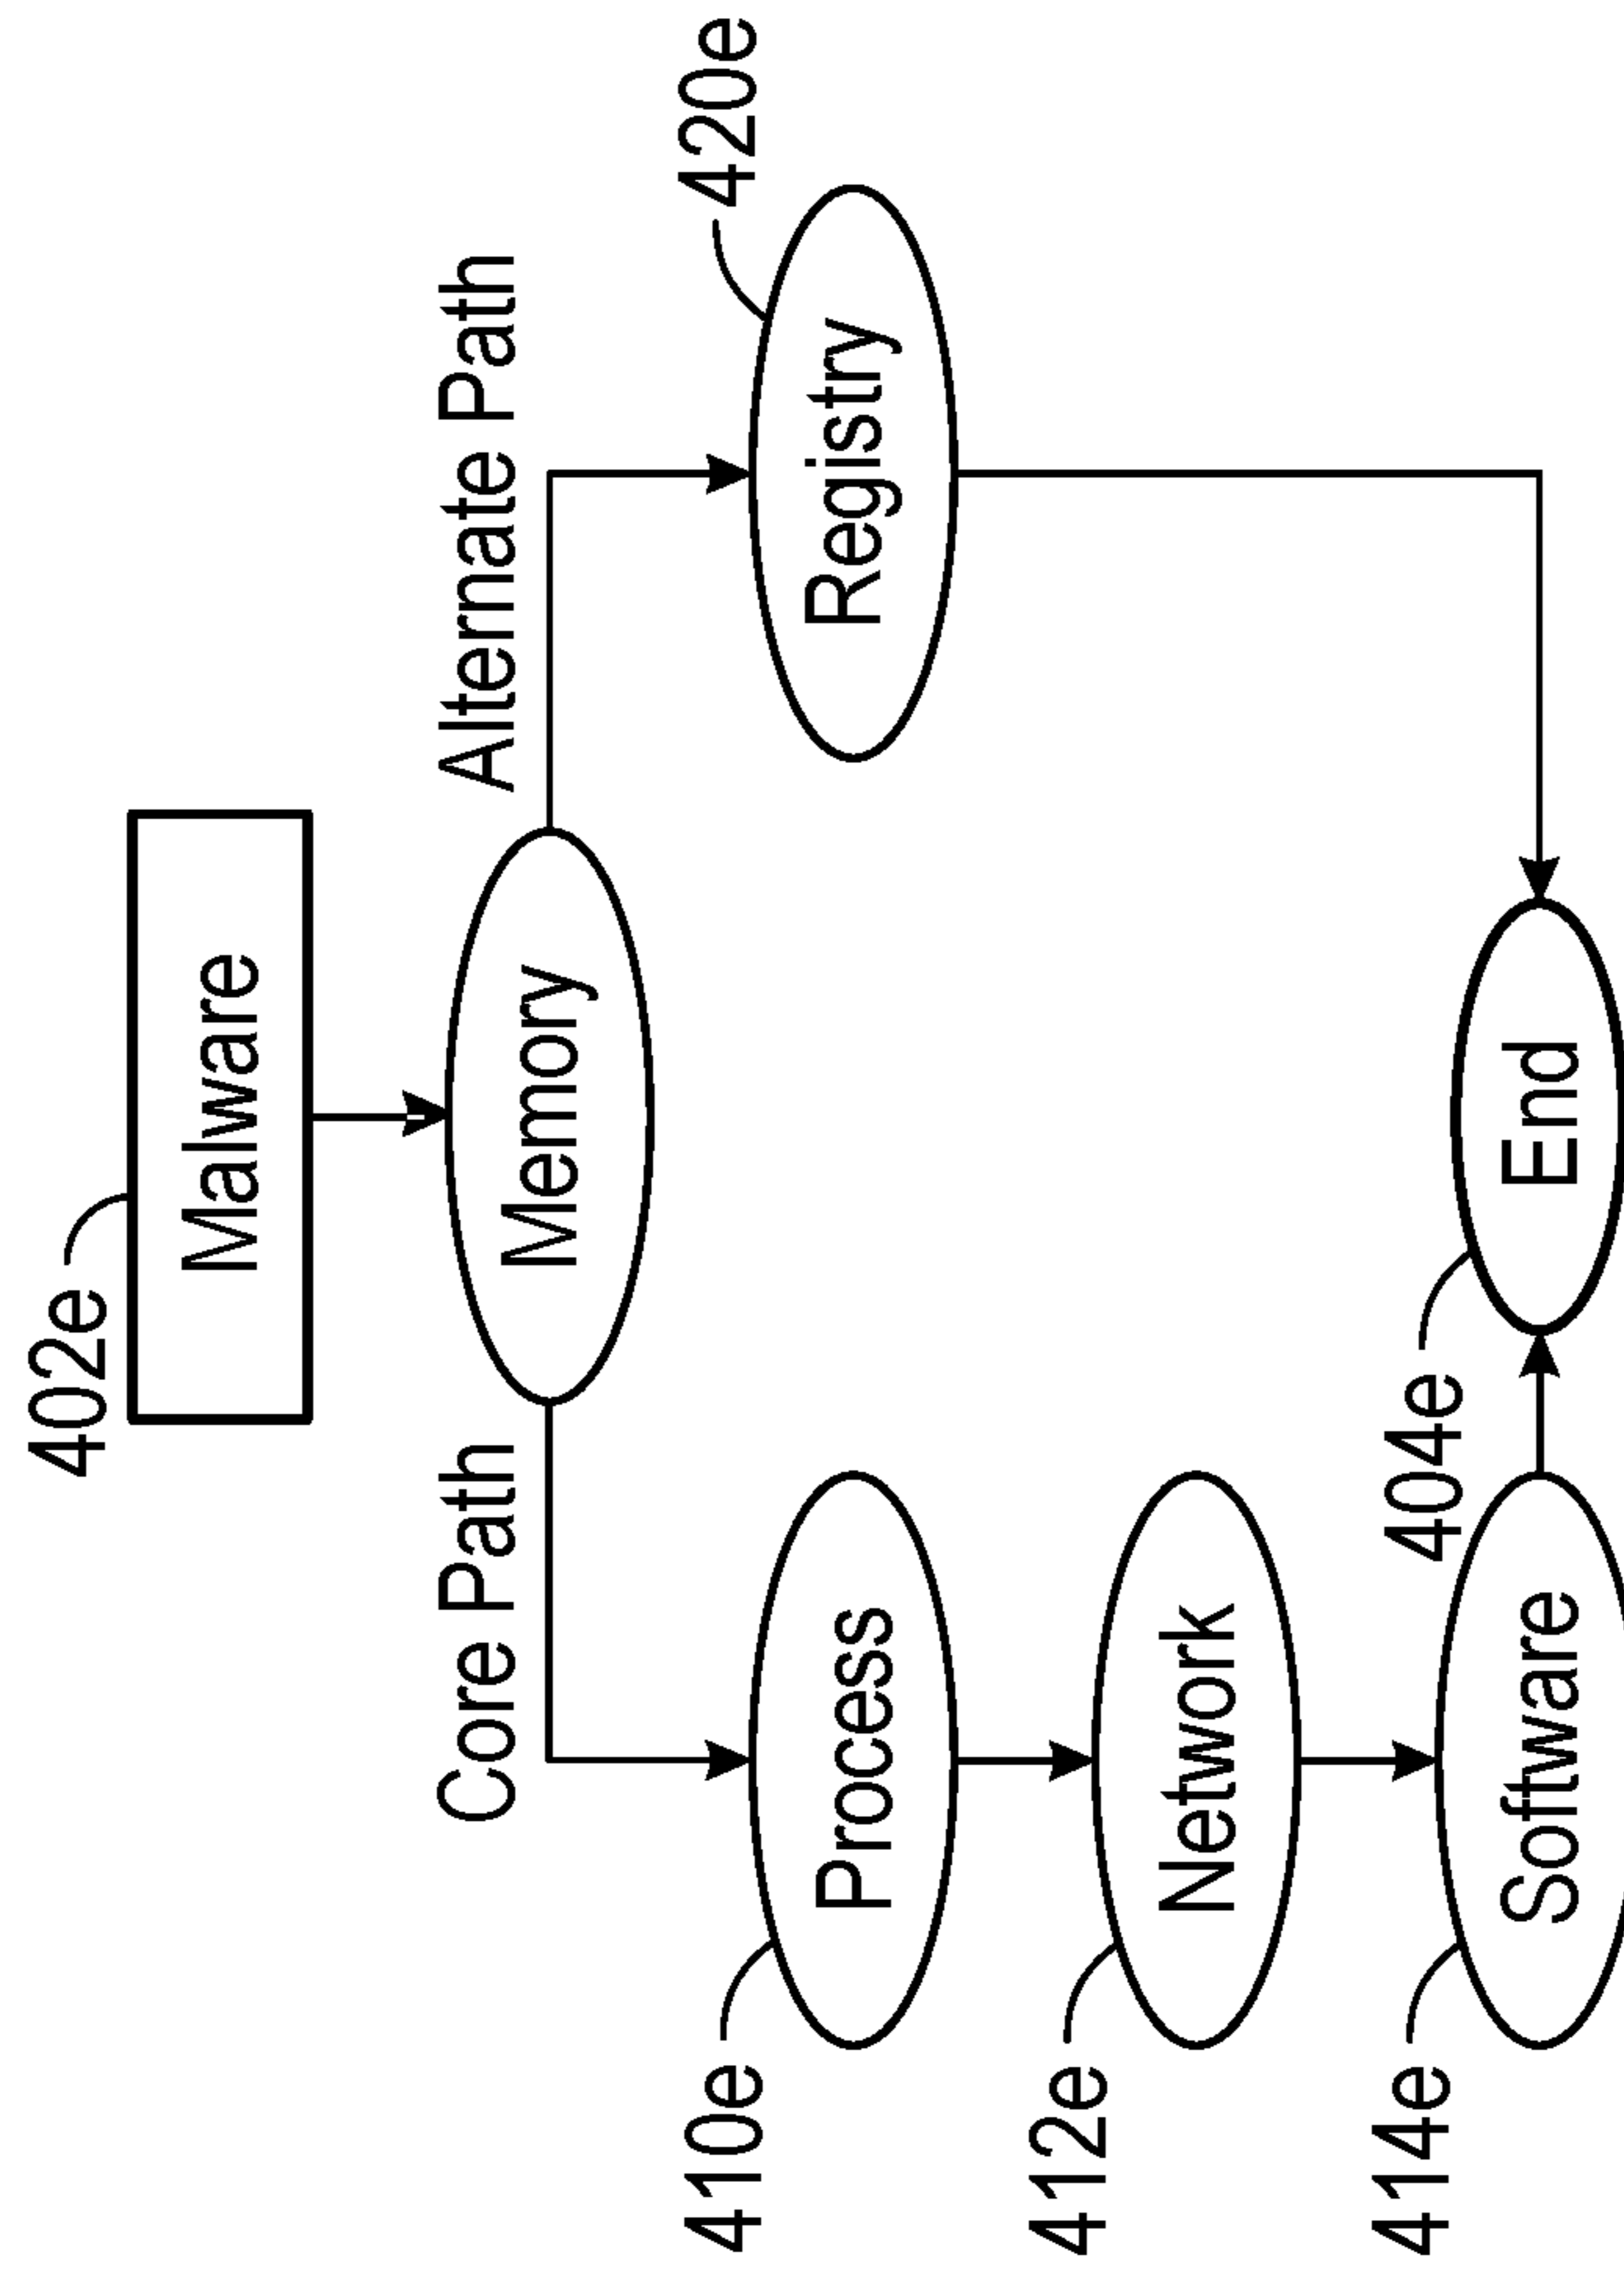 402e
Malware
Core Path
Alternate Path
Memory
410e
Process
420e
Registry
412e
Network
414e
Software
404e
End